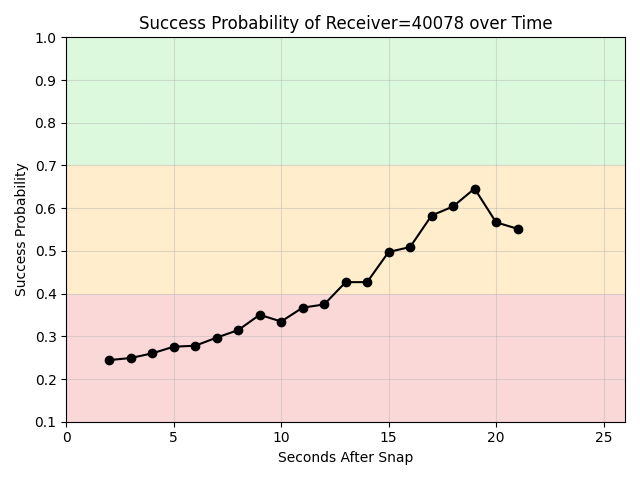 Success Probability of Receiver=40078 over Time
1.0
0.9
0.8
0.7
0.6
0.5
0.4
0.3
0.2
0.1
Success Probability
0 5 10 15 20 25
Seconds After Snap